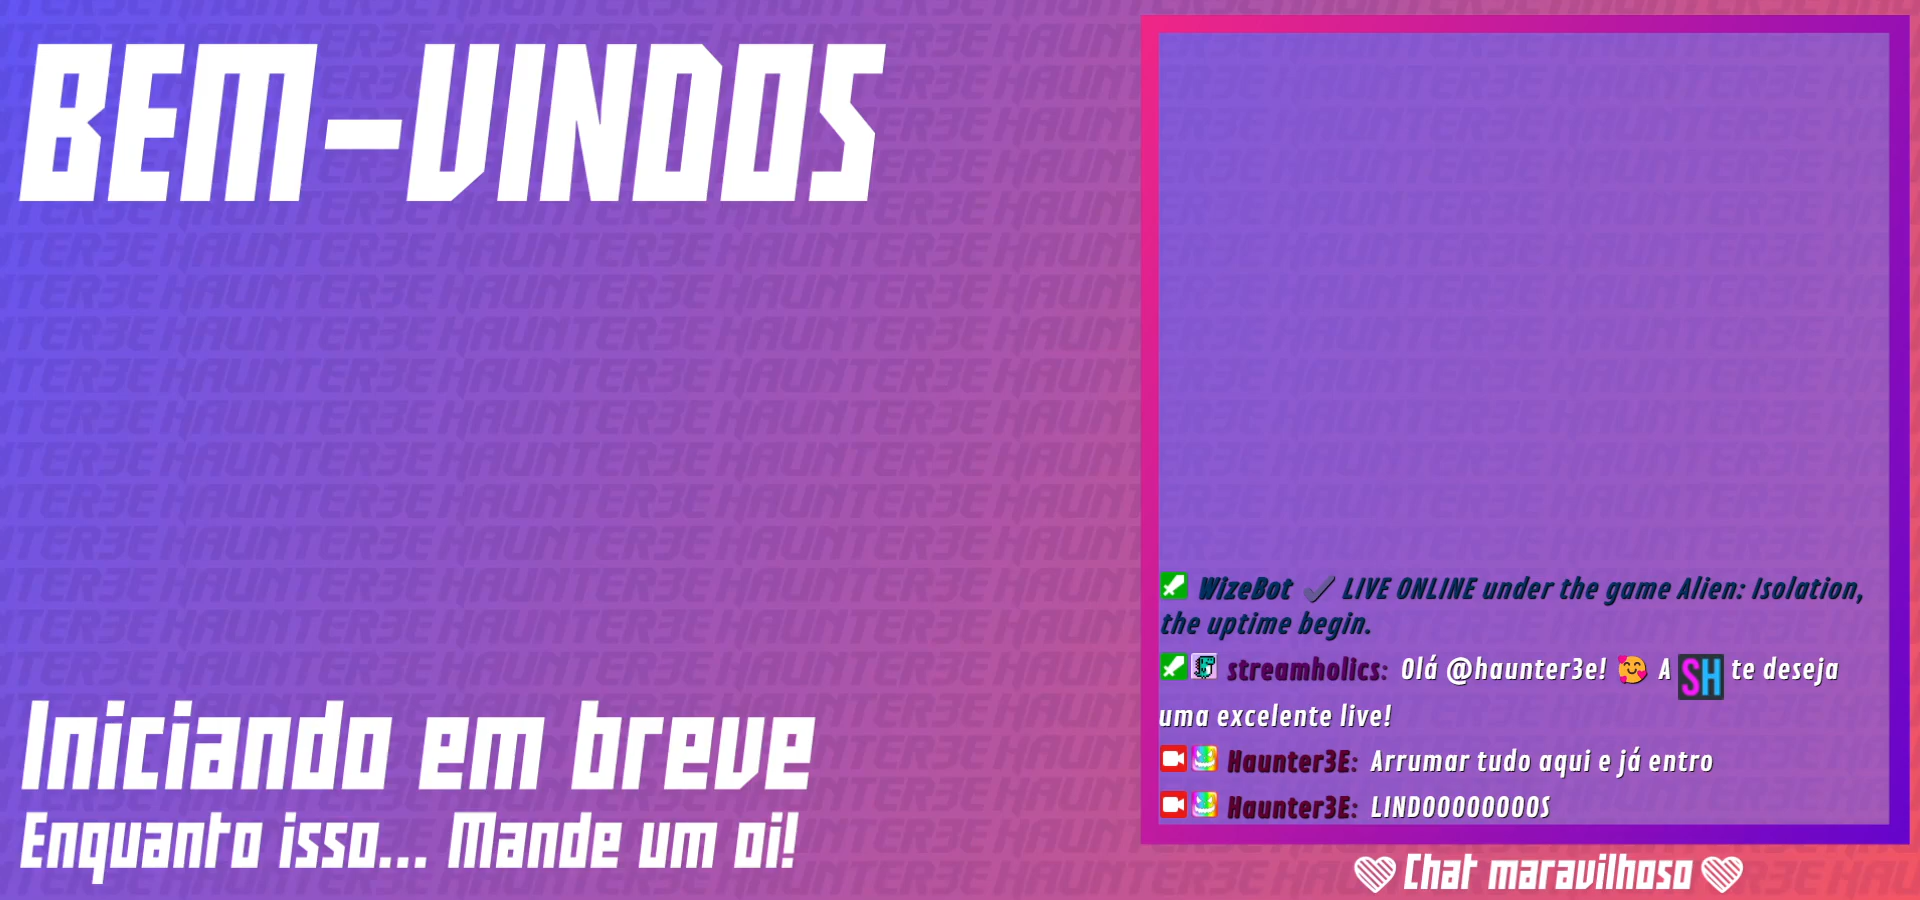 BEM-VINDOS
Iniciando em breve
Enquanto isso... Mande um oi!
WizeBot ✔ LIVE ONLINE under the game Alien: Isolation,
the uptime begin.
streamholics: Olá @haunter3e! 🥰 A SH te deseja
uma excelente live!
Haunter3E: Arrumar tudo aqui e já entro
Haunter3E: LINDOOOOOOOOS
Chat maravilhoso
HAUNTER3E